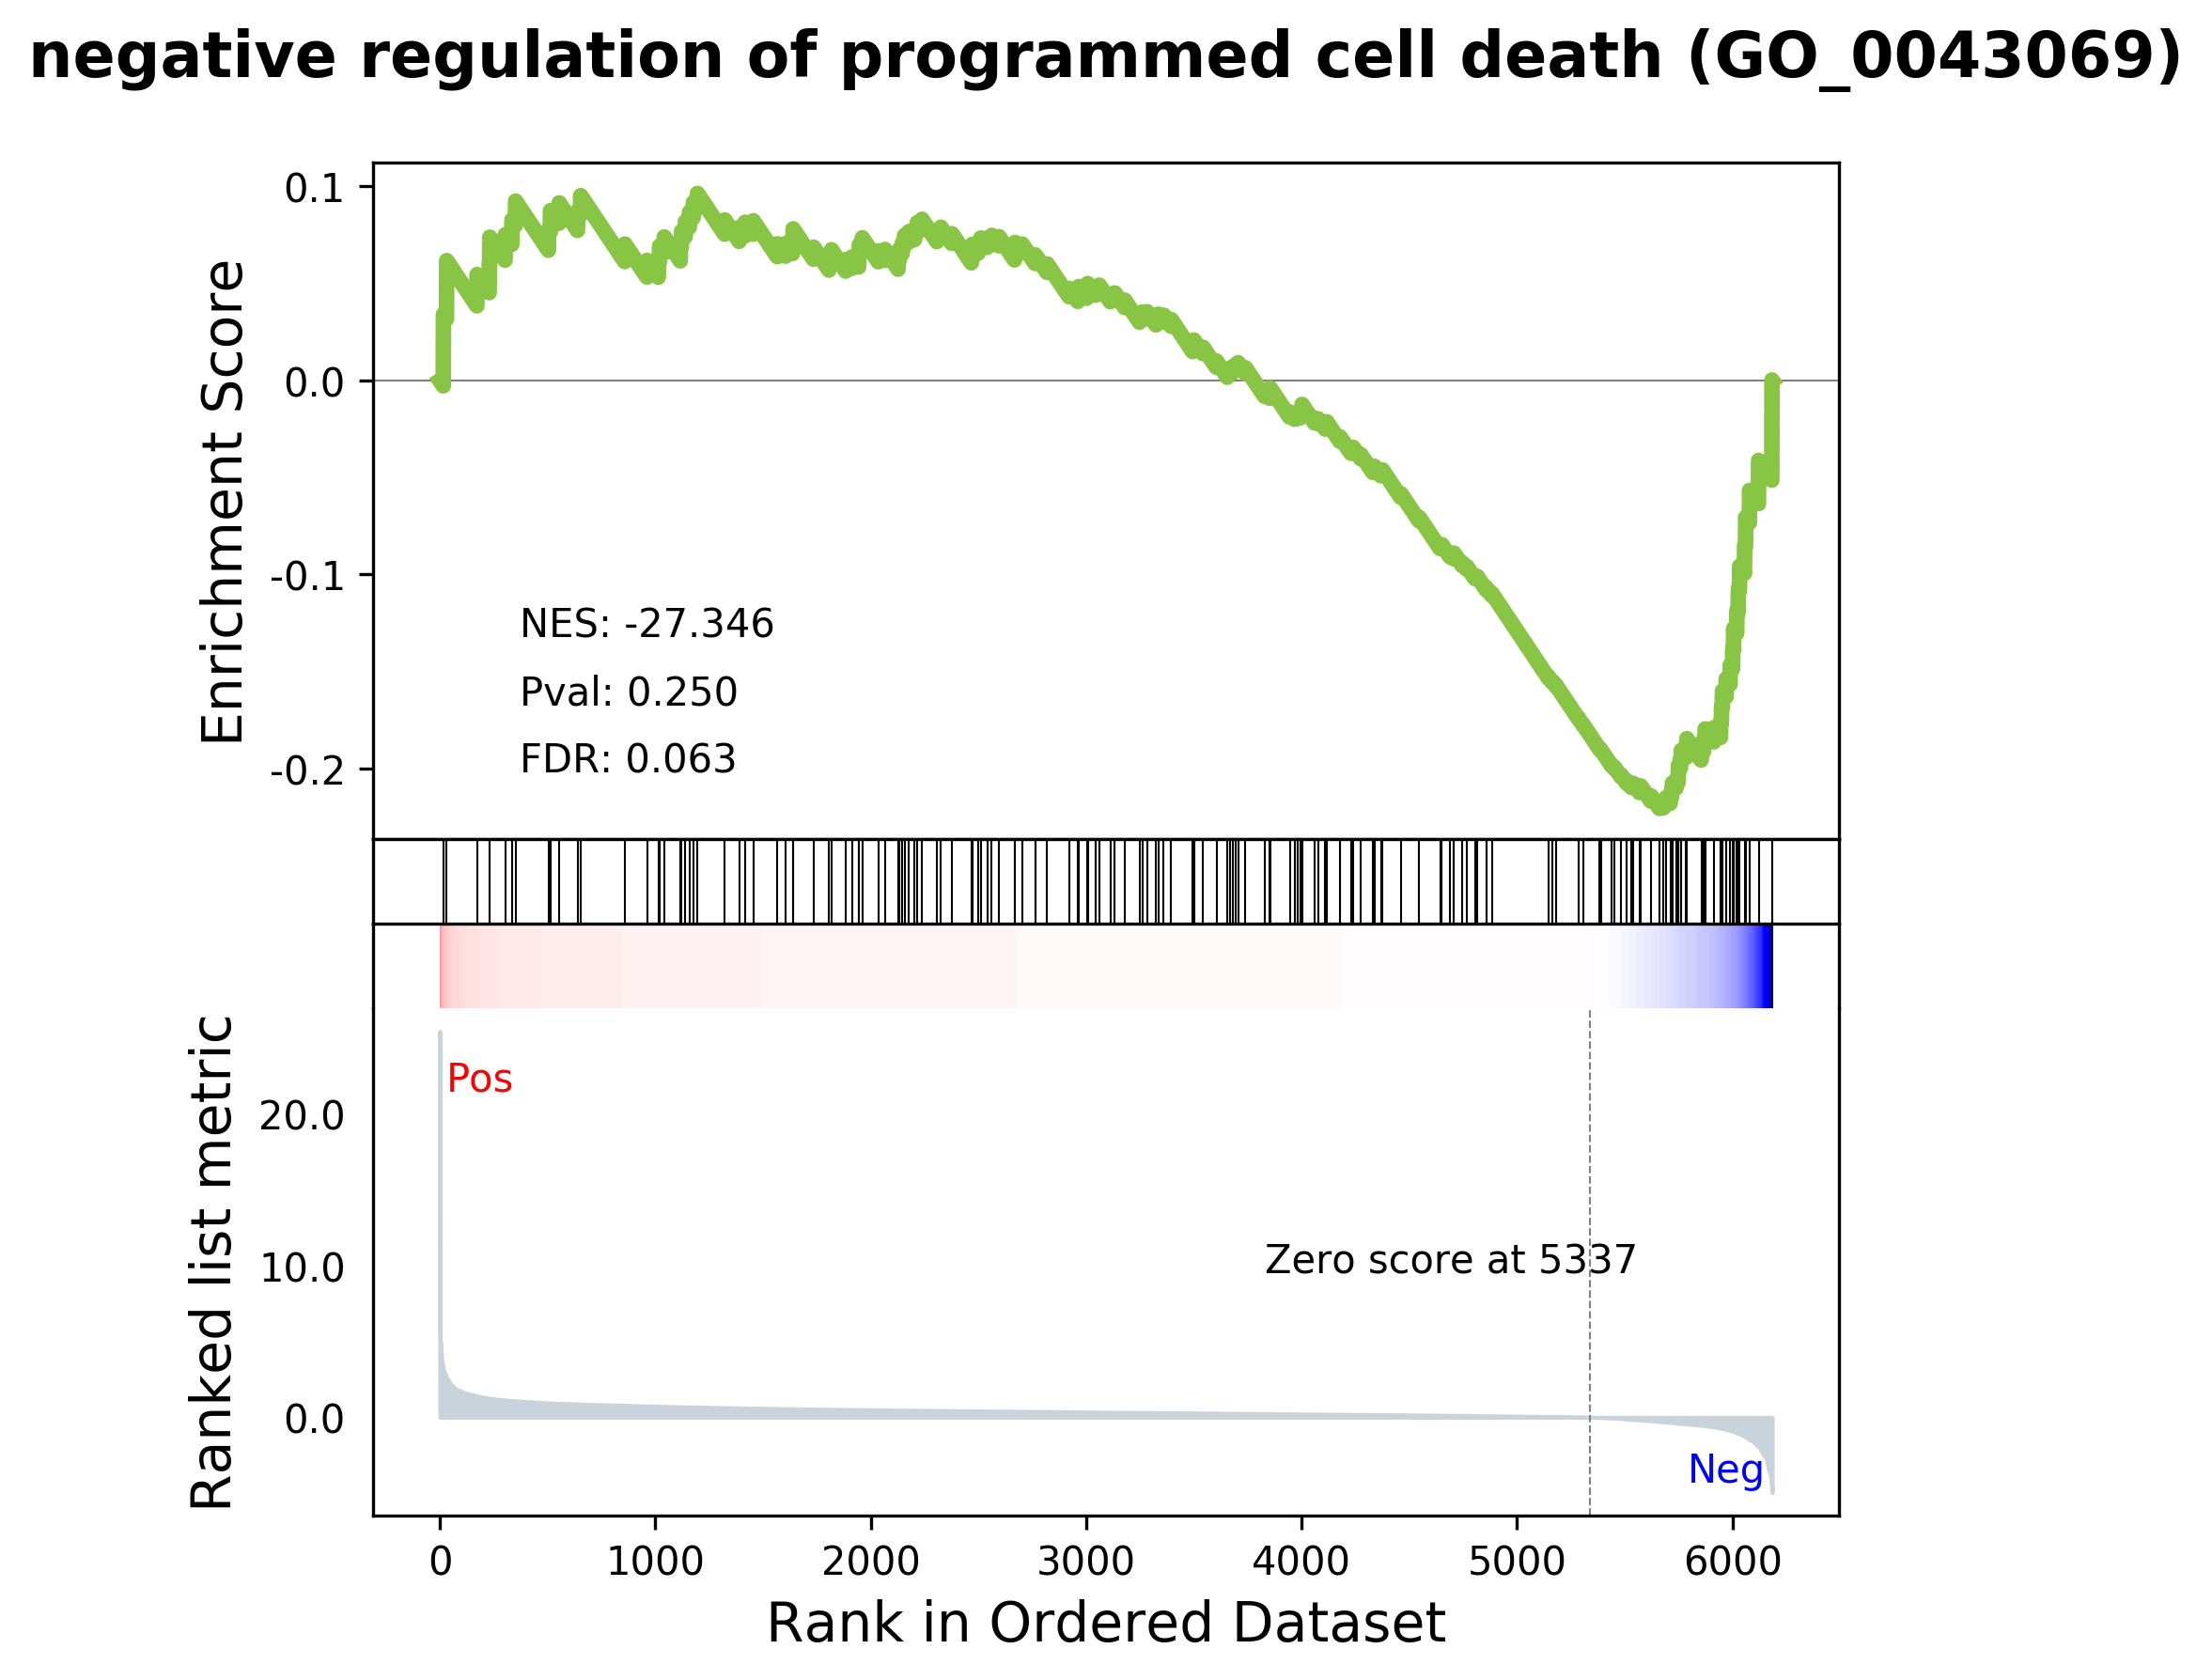 negative regulation of programmed cell death (GO_0043069)
Enrichment Score
0.1
0.0
-0.1
-0.2
NES: -27.346
Pval: 0.250
FDR: 0.063
Ranked list metric
20.0
10.0
0.0
Pos
Zero score at 5337
Neg
0 1000 2000 3000 4000 5000 6000
Rank in Ordered Dataset